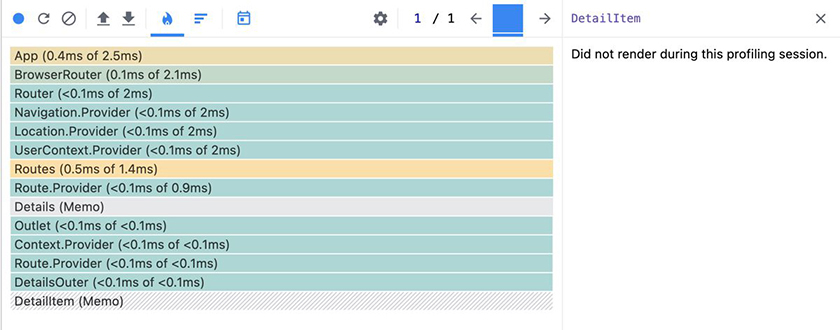 1 / 1
DetailItem
App (0.4ms of 2.5ms)
Did not render during this profiling session.
BrowserRouter (0.1ms of 2.1ms)
Router (<0.1ms of 2ms)
Navigation.Provider (<0.1ms of 2ms)
Location.Provider (<0.1ms of 2ms)
UserContext.Provider (<0.1ms of 2ms)
Routes (0.5ms of 1.4ms)
Route.Provider (<0.1ms of 0.9ms)
Details (Memo)
Outlet (<0.1ms of <0.1ms)
Context.Provider (<0.1ms of <0.1ms)
Route.Provider (<0.1ms of <0.1ms)
DetailsOuter (<0.1ms of <0.1ms)
DetailItem (Memo)